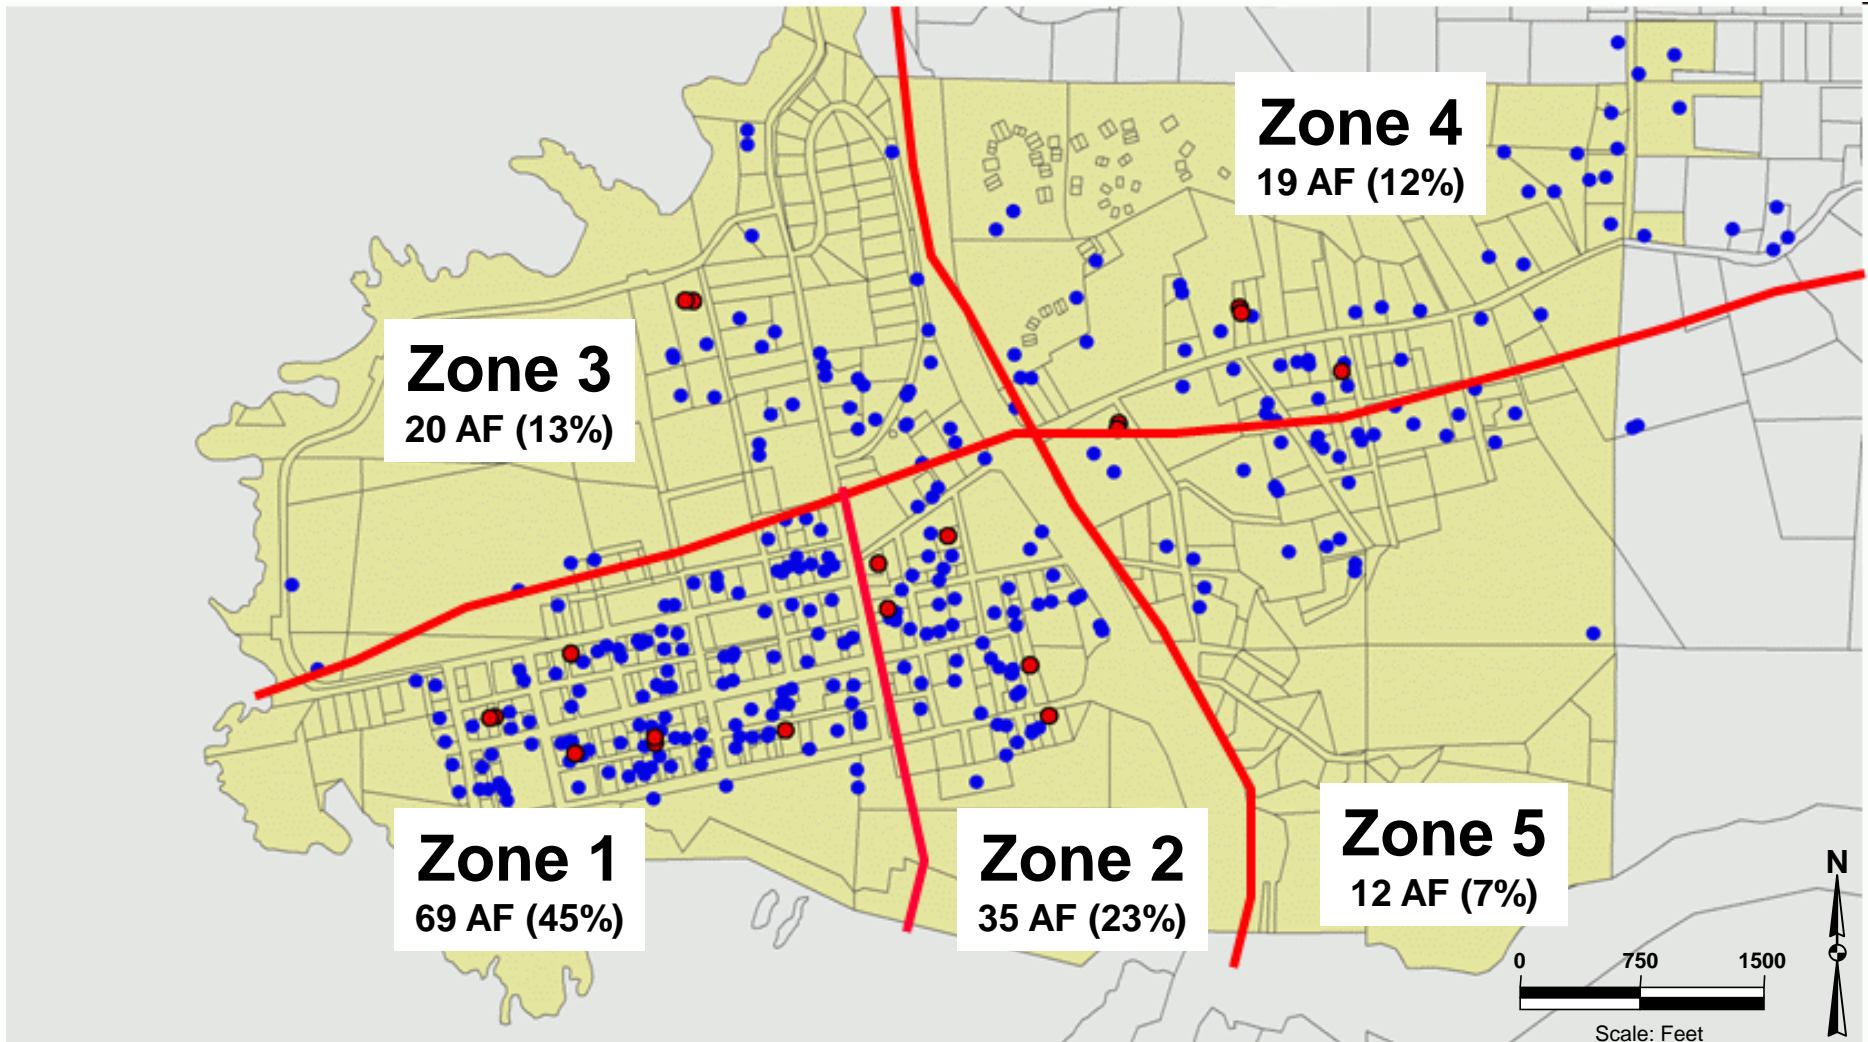 Zone 4
19 AF (12%)
Zone 3
20 AF (13%)
Zone 1
69 AF (45%)
Zone 2
35 AF (23%)
Zone 5
12 AF (7%)
N
0 750 1500
Scale: Feet